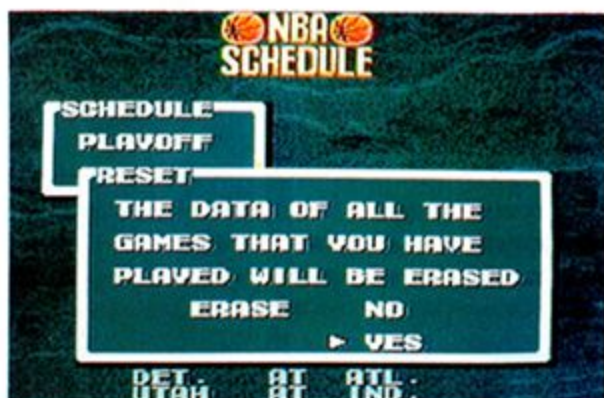 NBA
SCHEDULE
SCHEDULE
PLAYOFF
RESET
THE DATA OF ALL THE
GAMES THAT YOU HAVE
PLAYED WILL BE ERASED
ERASE NO
► YES
DET. AT ATL.
UTAH AT IND.